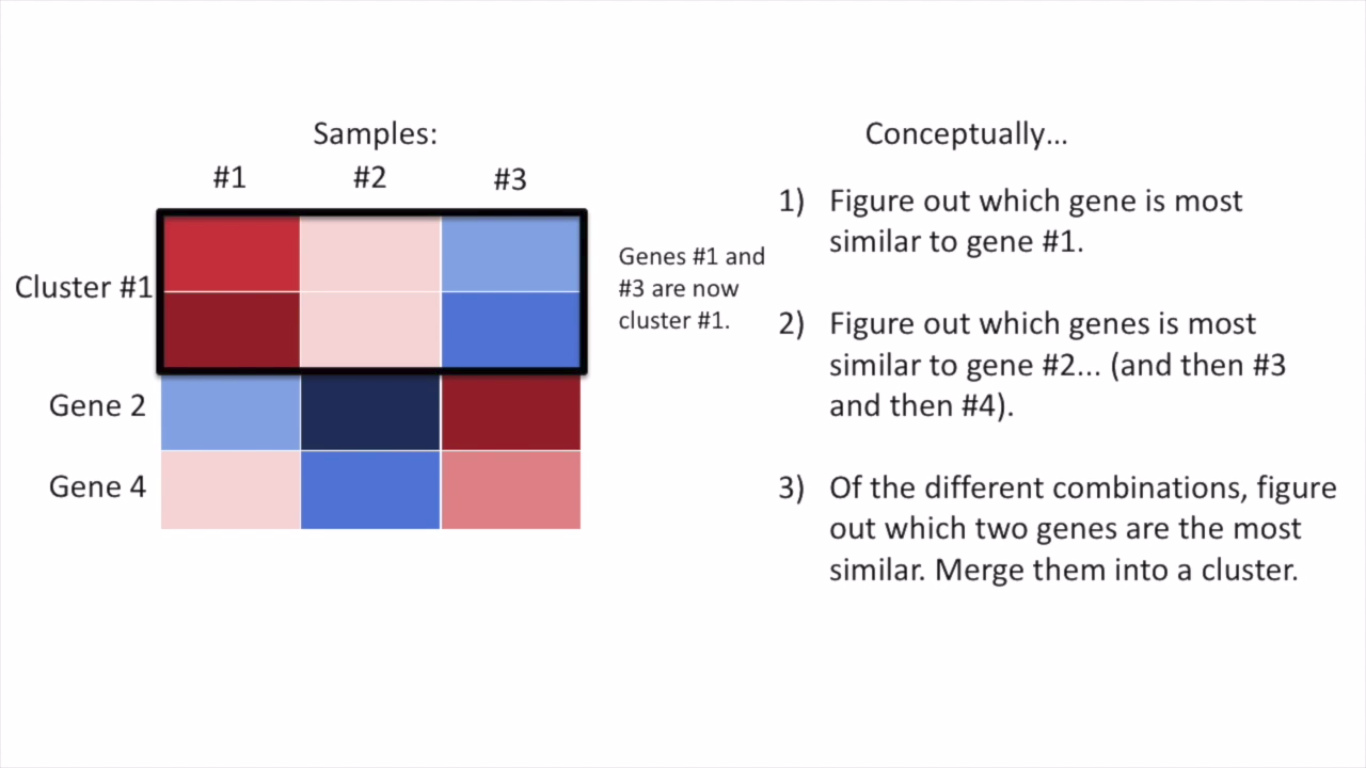 Samples:
#1 #2 #3
Cluster #1
Gene 2
Gene 4
Genes #1 and
#3 are now
cluster #1.
Conceptually...
1) Figure out which gene is most
similar to gene #1.
2) Figure out which genes is most
similar to gene #2... (and then #3
and then #4).
3) Of the different combinations, figure
out which two genes are the most
similar. Merge them into a cluster.